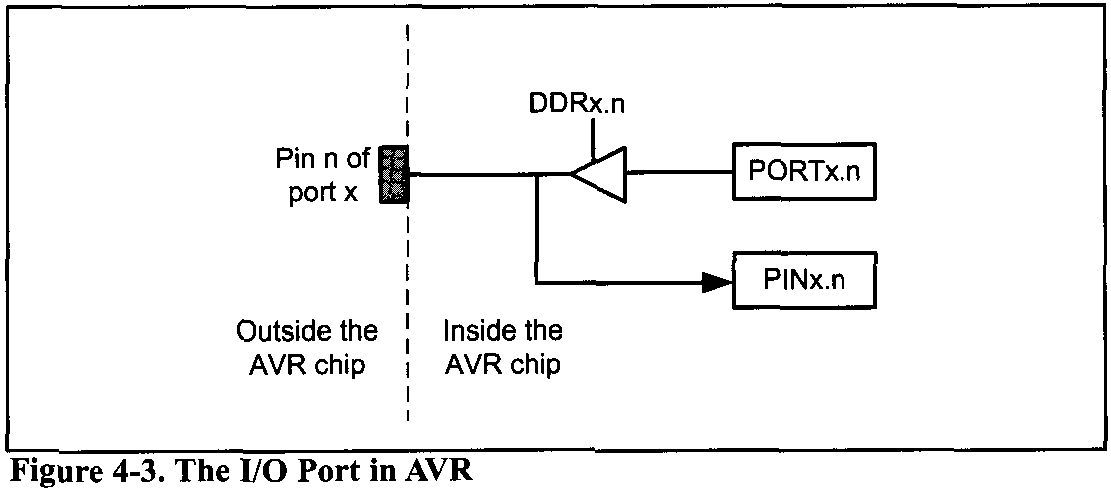 DDRx.n
Pin n of
port x
PORTx.n
PINx.n
Outside the
AVR chip
Inside the
AVR chip
Figure 4-3. The I/O Port in AVR